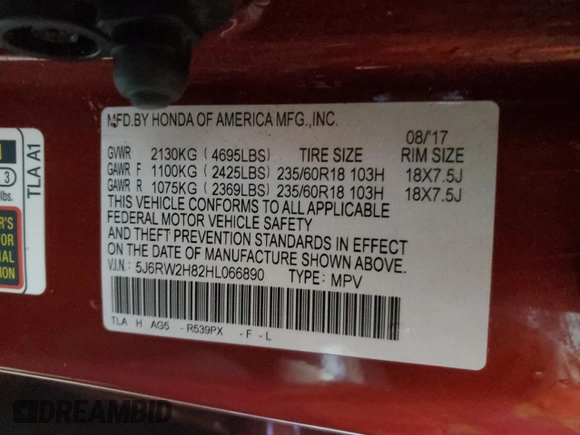 MFD.BY HONDA OF AMERICA MFG.,INC.
08/'17
GVWR 2130KG (4695LBS) TIRE SIZE RIM SIZE
GAWR F 1100KG (2425LBS) 235/60R18 103H 18X7.5J
GAWR R 1075KG (2369LBS) 235/60R18 103H 18X7.5J
THIS VEHICLE CONFORMS TO ALL APPLICABLE
FEDERAL MOTOR VEHICLE SAFETY
AND THEFT PREVENTION STANDARDS IN EFFECT
ON THE DATE OF MANUFACTURE SHOWN ABOVE.
V.I.N: 5J6RW2H82HL066890 TYPE: MPV
TLA H AG5 - R539PX - F - L
3
lbs.
TLA A1
DREAMBID